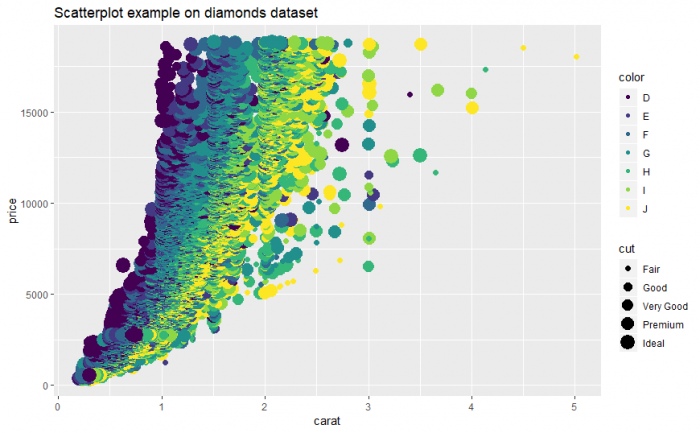 Scatterplot example on diamonds dataset
price
15000
10000
5000
0
0 1 2 3 4 5
carat
color
D
E
F
G
H
I
J
cut
Fair
Good
Very Good
Premium
Ideal